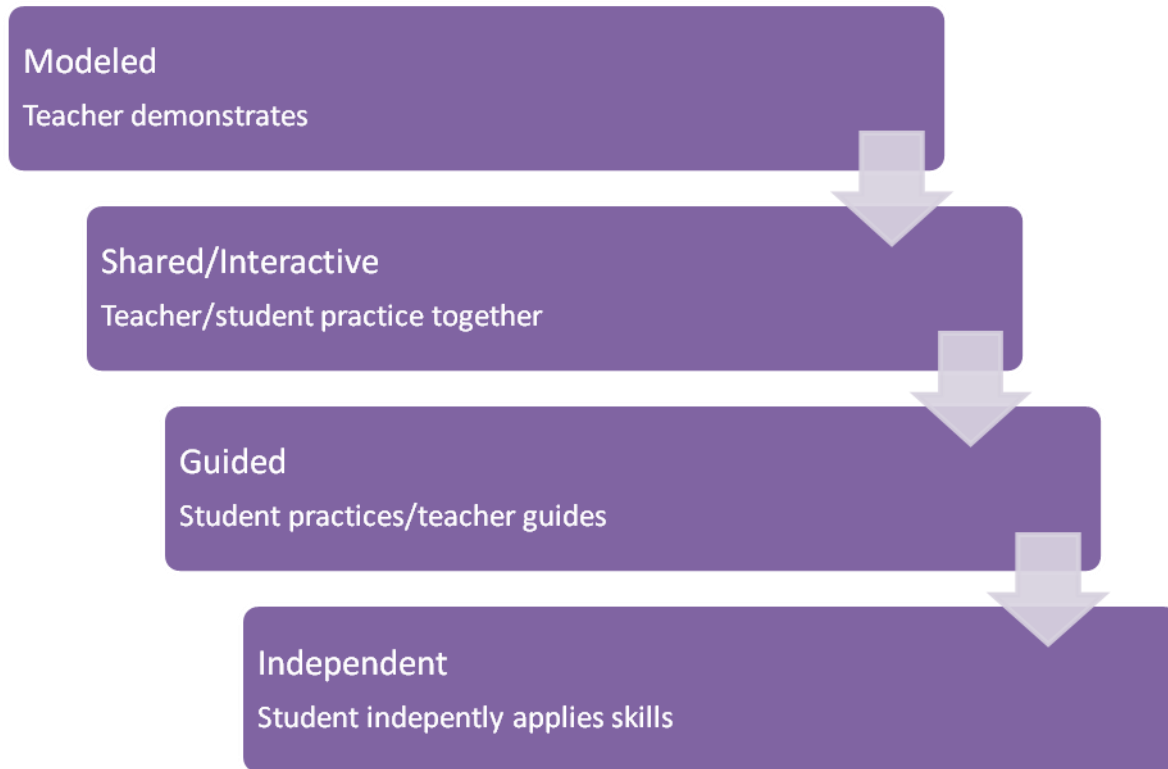 Modeled
Teacher demonstrates
Shared/Interactive
Teacher/student practice together
Guided
Student practices/teacher guides
Independent
Student indepently applies skills